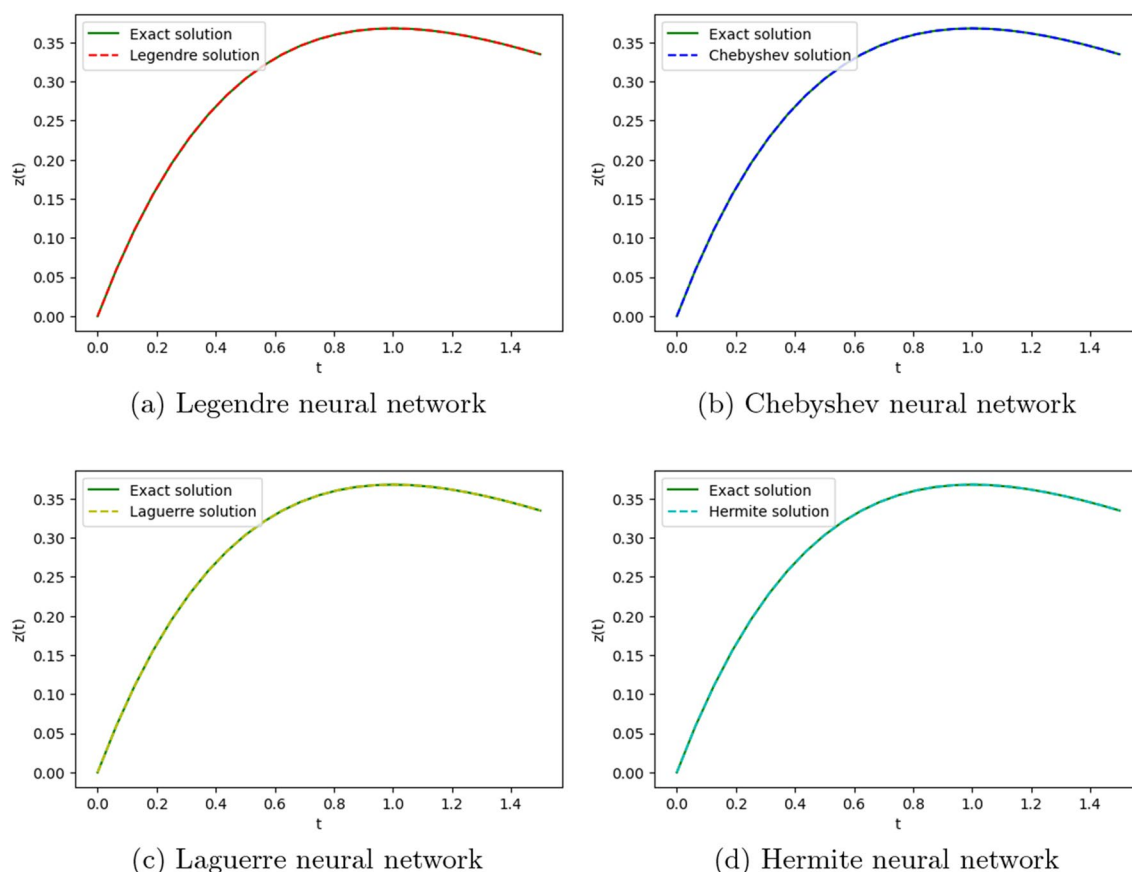 Exact solution
Legendre solution
0.35
0.30
0.25
0.20
0.15
0.10
0.05
0.00
z(t)
0.0 0.2 0.4 0.6 0.8 1.0 1.2 1.4
t
(a) Legendre neural network
Exact solution
Chebyshev solution
0.35
0.30
0.25
0.20
0.15
0.10
0.05
0.00
z(t)
0.0 0.2 0.4 0.6 0.8 1.0 1.2 1.4
t
(b) Chebyshev neural network
Exact solution
Laguerre solution
0.35
0.30
0.25
0.20
0.15
0.10
0.05
0.00
z(t)
0.0 0.2 0.4 0.6 0.8 1.0 1.2 1.4
t
(c) Laguerre neural network
Exact solution
Hermite solution
0.35
0.30
0.25
0.20
0.15
0.10
0.05
0.00
z(t)
0.0 0.2 0.4 0.6 0.8 1.0 1.2 1.4
t
(d) Hermite neural network